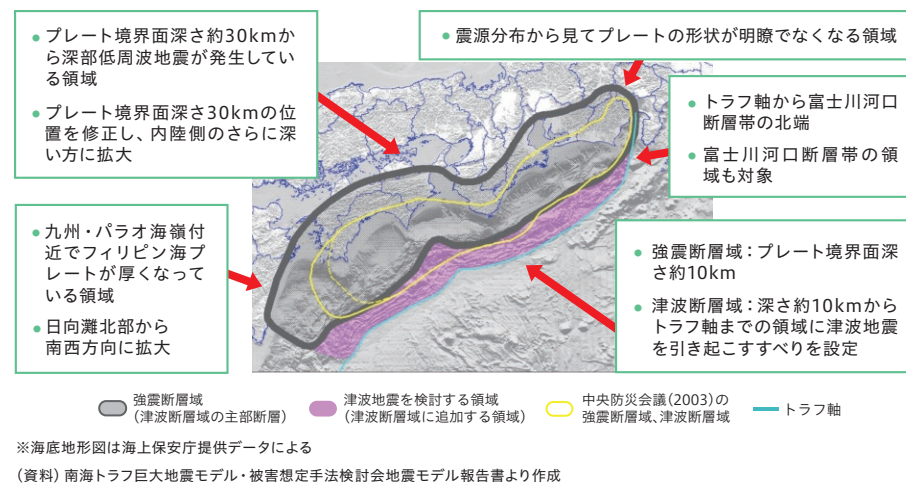 ● プレート境界面深さ約30kmか
ら深部低周波地震が発生してい
る領域
● プレート境界面深さ30kmの位
置を修正し、内陸側のさらに深
い方に拡大
● 震源分布から見てプレートの形状が明瞭でなくなる領域
● トラフ軸から富士川河口
断層帯の北端
● 富士川河口断層帯の領
域も対象
● 九州・パラオ海嶺付
近でフィリピン海プ
レートが厚くなって
いる領域
● 日向灘北部から
南西方向に拡大
● 強震断層域：プレート境界面深
さ約10km
● 津波断層域：深さ約10kmから
トラフ軸までの領域に津波地震
を引き起こすすべりを設定
強震断層域
（津波断層域の主部断層）
津波地震を検討する領域
（津波断層域に追加する領域）
中央防災会議（2003）の
強震断層域、津波断層域
トラフ軸
※海底地形図は海上保安庁提供データによる
（資料）南海トラフ巨大地震モデル・被害想定手法検討会地震モデル報告書より作成